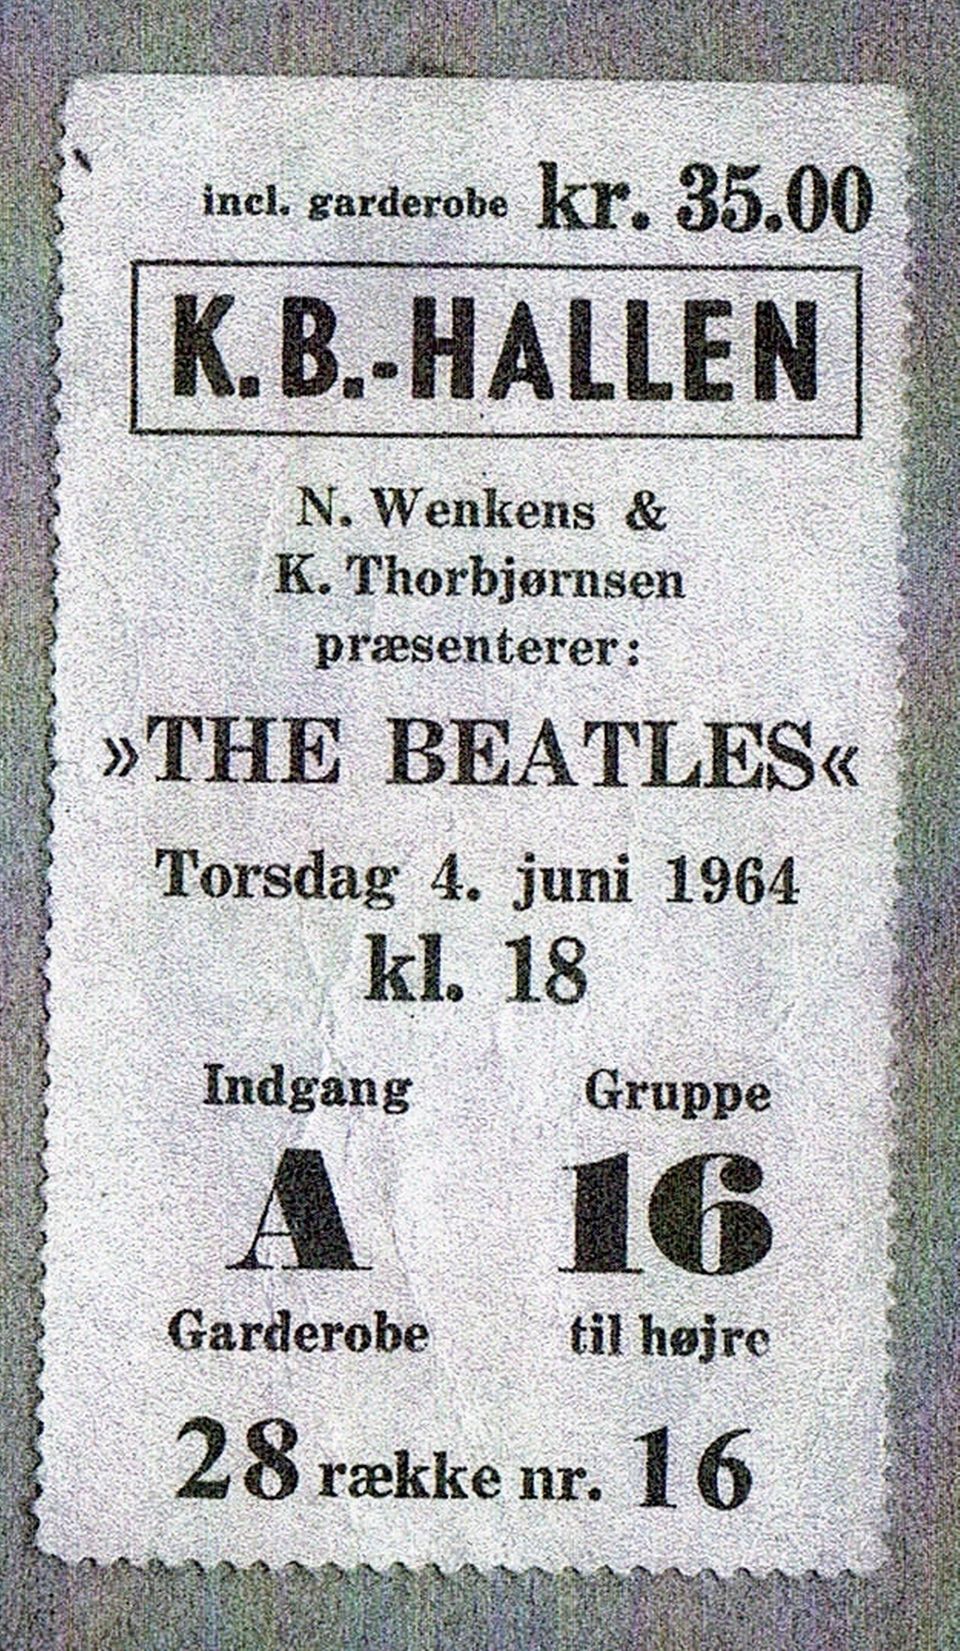 incl. garderobe kr. 35.00
K.B.-HALLEN
N. Wenkens &
K. Thorbjørnsen
præsenterer:
»THE BEATLES«
Torsdag 4. juni 1964
kl. 18
Indgang Gruppe
A 16
Garderobe til højre
28 række nr. 16